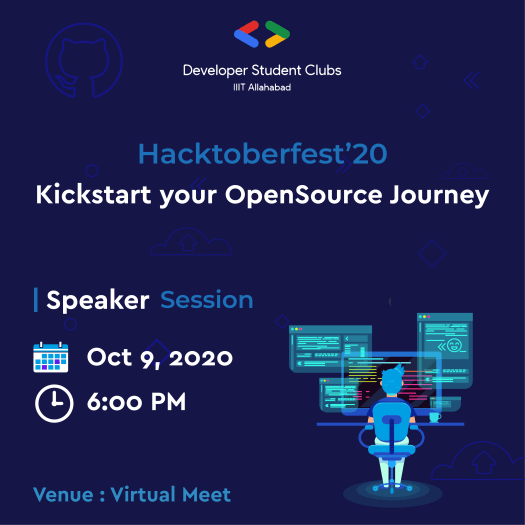 Developer Student Clubs
IIIT Allahabad
Hacktoberfest'20
Kickstart your OpenSource Journey
| Speaker Session
Oct 9, 2020
6:00 PM
Venue : Virtual Meet